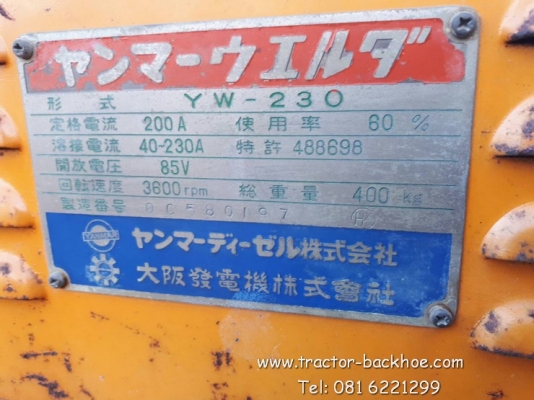 ヤンマーウエルダ
形式 YW-230
定格電流 200A 使用率 60%
溶接電流 40-230A 特許 488698
開放電圧 85V
回転速度 3600rpm 総重量 400kg
製造番号
ヤンマーディーゼル株式会社
大阪發電機株式會社
www.tractor-backhoe.com
Tel: 081 6221299